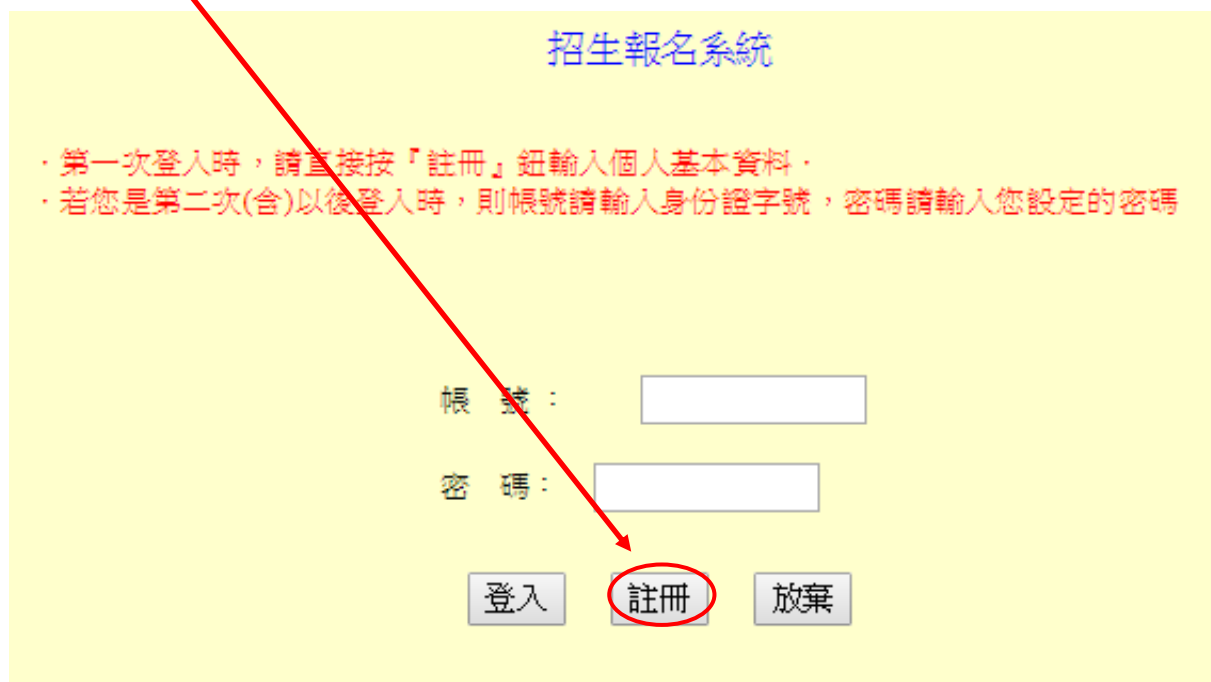 招生報名系統
．第一次登入時，請直接按『註冊』鈕輸入個人基本資料．
．若您是第二次(含)以後登入時，則帳號請輸入身份證字號，密碼請輸入您設定的密碼
帳 號：
密 碼：
登入 註冊 放棄